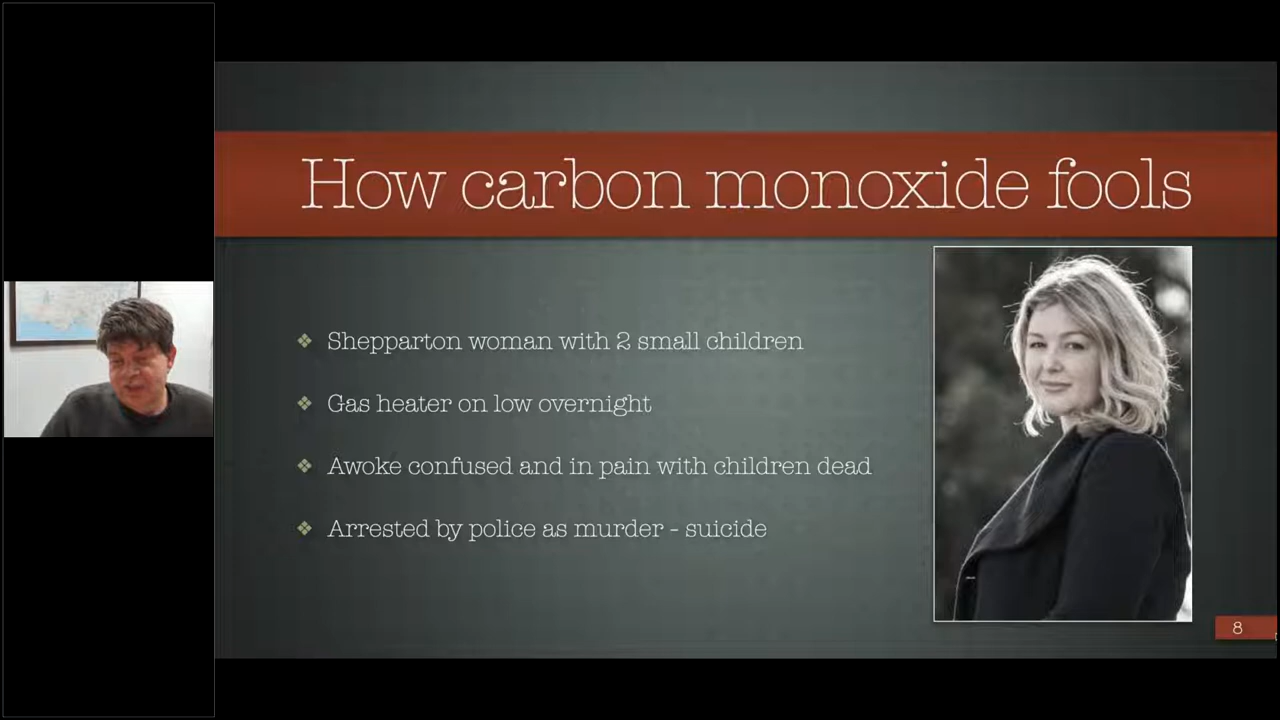 How carbon monoxide fools
Shepparton woman with 2 small children
Gas heater on low overnight
Awoke confused and in pain with children dead
Arrested by police as murder - suicide
8